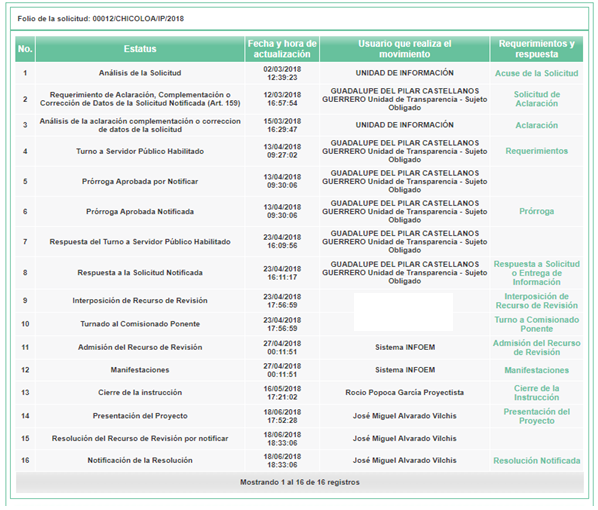 Folio de la solicitud: 00012/CHICOLOA/IP/2018
No. Estatus Fecha y hora de actualización Usuario que realiza el movimiento Requerimientos y respuesta
1 Análisis de la Solicitud 02/03/2018 12:39:23 UNIDAD DE INFORMACIÓN Acuse de la Solicitud
2 Requerimiento de Aclaración, Complementación o Corrección de Datos de la Solicitud Notificada (Art. 159) 12/03/2018 16:57:54 GUADALUPE DEL PILAR CASTELLANOS GUERRERO Unidad de Transparencia - Sujeto Obligado Solicitud de Aclaración
3 Análisis de la aclaración complementación o correccion de datos de la solicitud 15/03/2018 16:29:47 UNIDAD DE INFORMACIÓN Aclaración
4 Turno a Servidor Público Habilitado 13/04/2018 09:27:02 GUADALUPE DEL PILAR CASTELLANOS GUERRERO Unidad de Transparencia - Sujeto Obligado Requerimientos
5 Prórroga Aprobada por Notificar 13/04/2018 09:30:06 GUADALUPE DEL PILAR CASTELLANOS GUERRERO Unidad de Transparencia - Sujeto Obligado
6 Prórroga Aprobada Notificada 13/04/2018 09:30:06 GUADALUPE DEL PILAR CASTELLANOS GUERRERO Unidad de Transparencia - Sujeto Obligado Prórroga
7 Respuesta del Turno a Servidor Público Habilitado 23/04/2018 16:09:56 GUADALUPE DEL PILAR CASTELLANOS GUERRERO Unidad de Transparencia - Sujeto Obligado
8 Respuesta a la Solicitud Notificada 23/04/2018 16:11:17 GUADALUPE DEL PILAR CASTELLANOS GUERRERO Unidad de Transparencia - Sujeto Obligado Respuesta a Solicitud o Entrega de Información
9 Interposición de Recurso de Revisión 23/04/2018 17:56:59 Interposición de Recurso de Revisión
10 Turnado al Comisionado Ponente 23/04/2018 17:56:59 Turno a Comisionado Ponente
11 Admisión del Recurso de Revisión 27/04/2018 00:11:51 Sistema INFOEM Admisión del Recurso de Revisión
12 Manifestaciones 27/04/2018 00:11:51 Sistema INFOEM Manifestaciones
13 Cierre de la instrucción 16/05/2018 17:21:02 Rocio Popoca García Proyectista Cierre de la Instrucción
14 Presentación del Proyecto 18/06/2018 17:52:28 José Miguel Alvarado Vilchis Presentación del Proyecto
15 Resolución del Recurso de Revisión por notificar 18/06/2018 18:33:06 José Miguel Alvarado Vilchis
16 Notificación de la Resolución 18/06/2018 18:33:06 José Miguel Alvarado Vilchis Resolución Notificada
Mostrando 1 al 16 de 16 registros